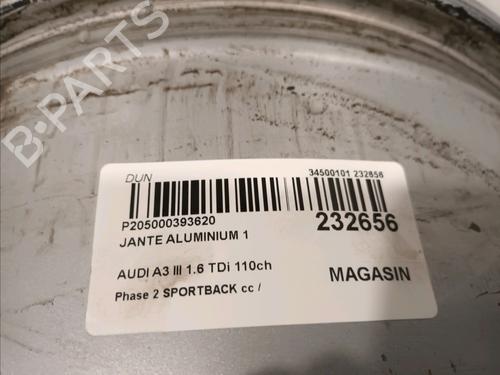 B-PARTS
DUN
34500101 232656
P205000393620
232656
JANTE ALUMINIUM 1
AUDI A3 III 1.6 TDi 110ch
MAGASIN
Phase 2 SPORTBACK cc /